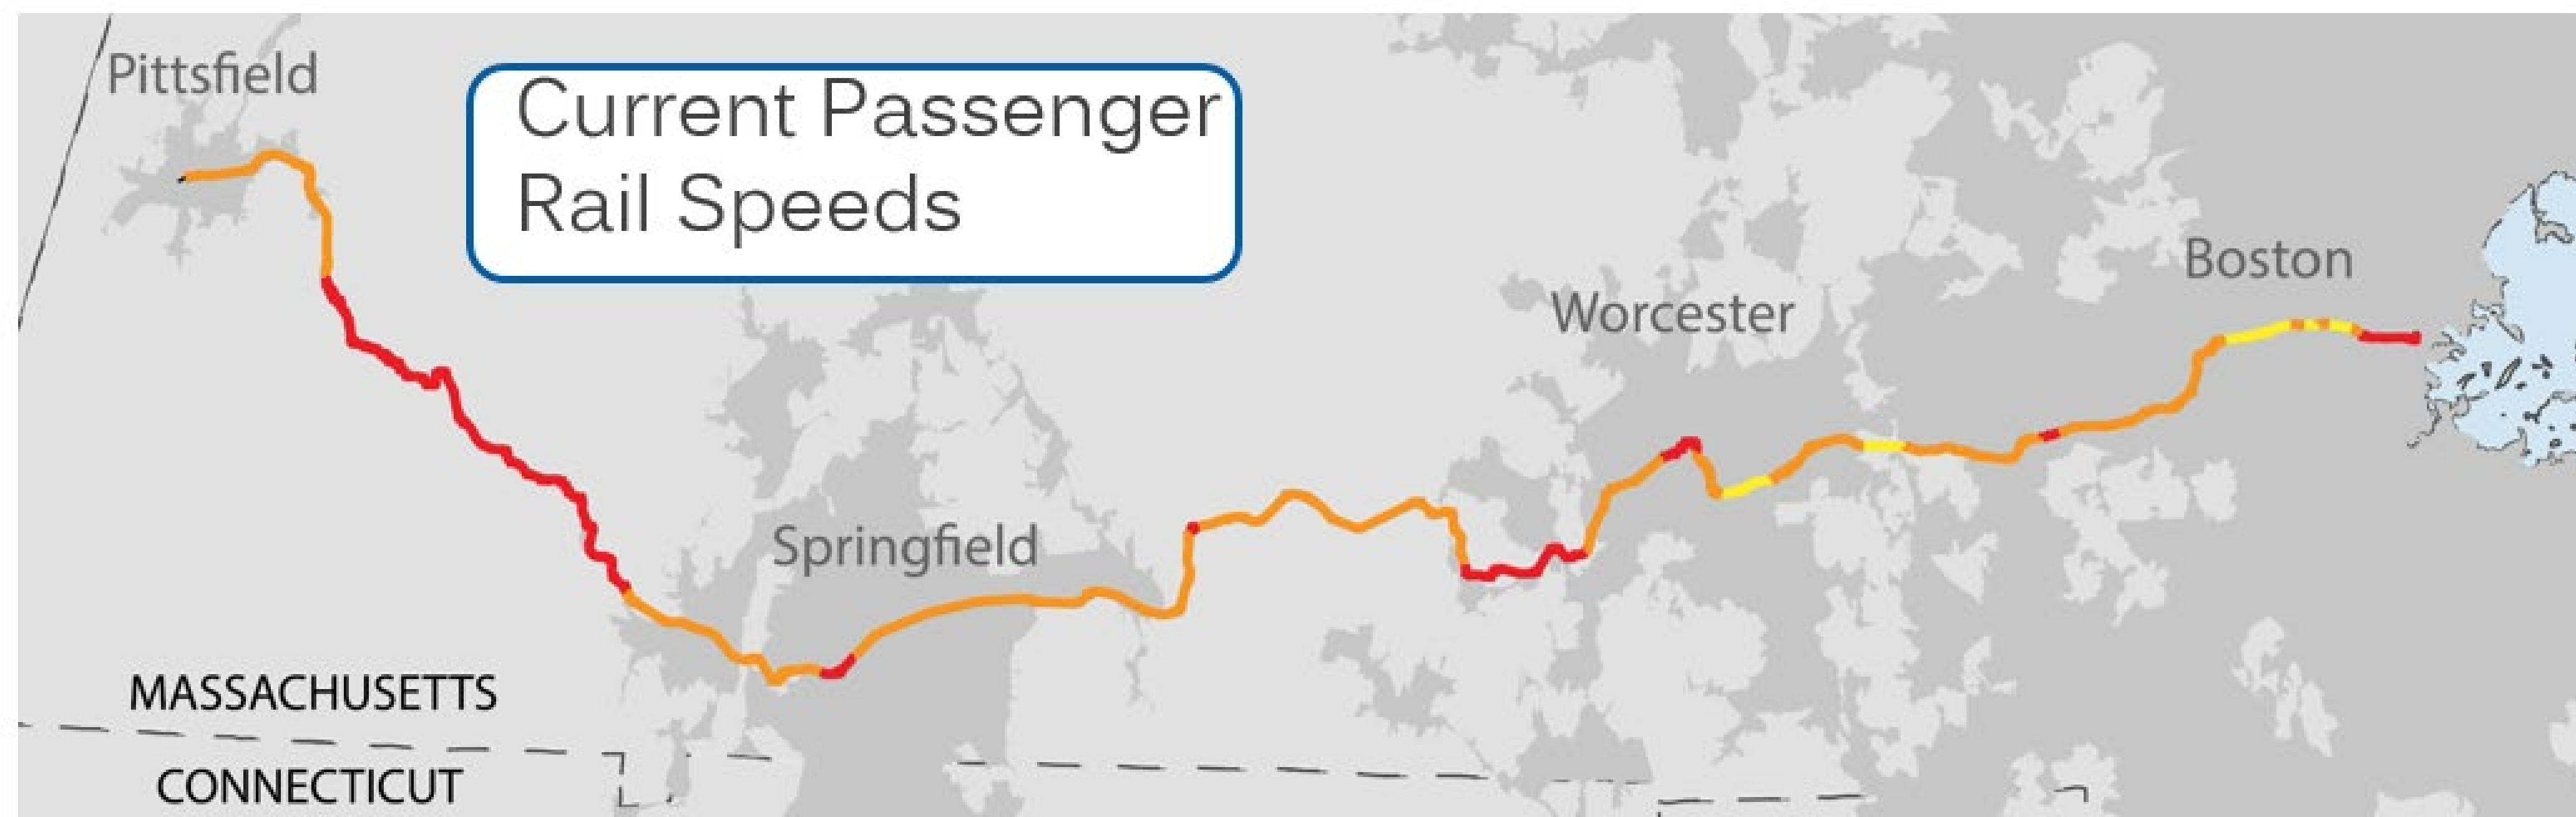 Pittsfield
Current Passenger
Rail Speeds
Boston
Worcester
Springfield
MASSACHUSETTS
CONNECTICUT